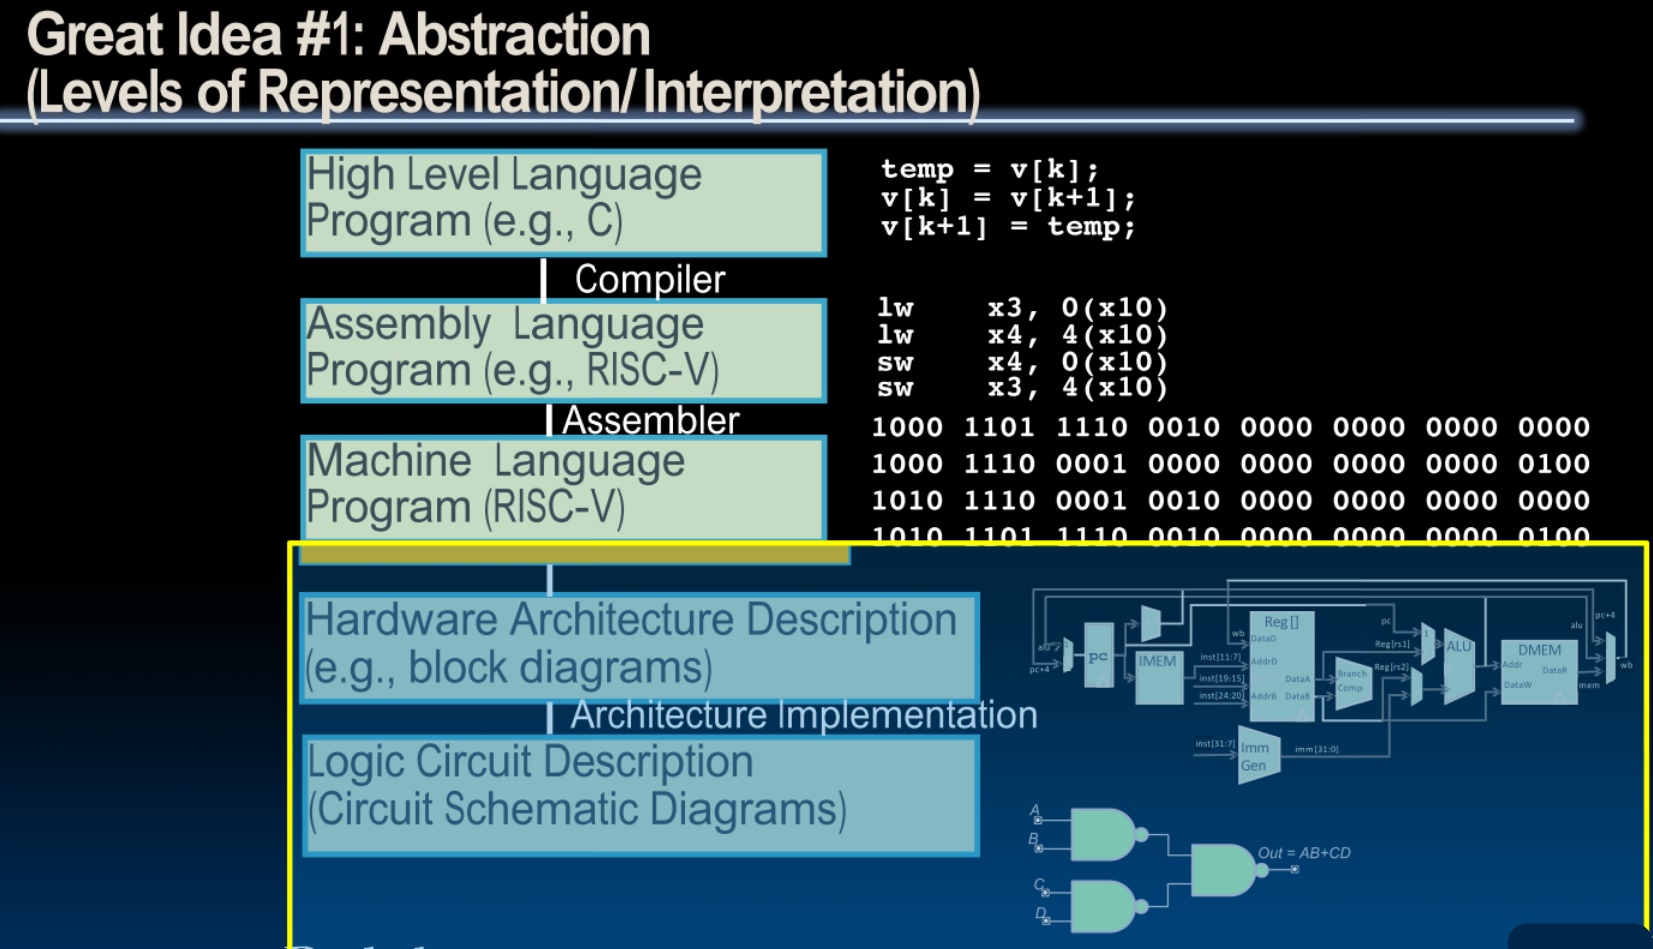 Great Idea #1: Abstraction
(Levels of Representation/Interpretation)
High Level Language
Program (e.g., C)
temp = v[k];
v[k] = v[k+1];
v[k+1] = temp;
Compiler
Assembly Language
Program (e.g., RISC-V)
lw x3, 0(x10)
lw x4, 4(x10)
sw x4, 0(x10)
sw x3, 4(x10)
Assembler
Machine Language
Program (RISC-V)
1000 1101 1110 0010 0000 0000 0000 0000
1000 1110 0001 0000 0000 0000 0000 0100
1010 1110 0001 0010 0000 0000 0000 0000
1010 1101 1110 0010 0000 0000 0000 0100
Hardware Architecture Description
(e.g., block diagrams)
alu
pc+4
pc
IMEM
inst[11:7]
inst[19:15]
inst[24:20]
wb
Reg[]
DataD
AddrD
DataA
AddrB DataB
Branch
Comp
pc
Reg[rs1]
Reg[rs2]
1
ALU
DMEM
Addr
DataR
DataW
alu
pc+4
mem
wb
inst[31:7]
Imm
Gen
imm[31:0]
Architecture Implementation
Logic Circuit Description
(Circuit Schematic Diagrams)
A
B
C
D
Out = AB+CD